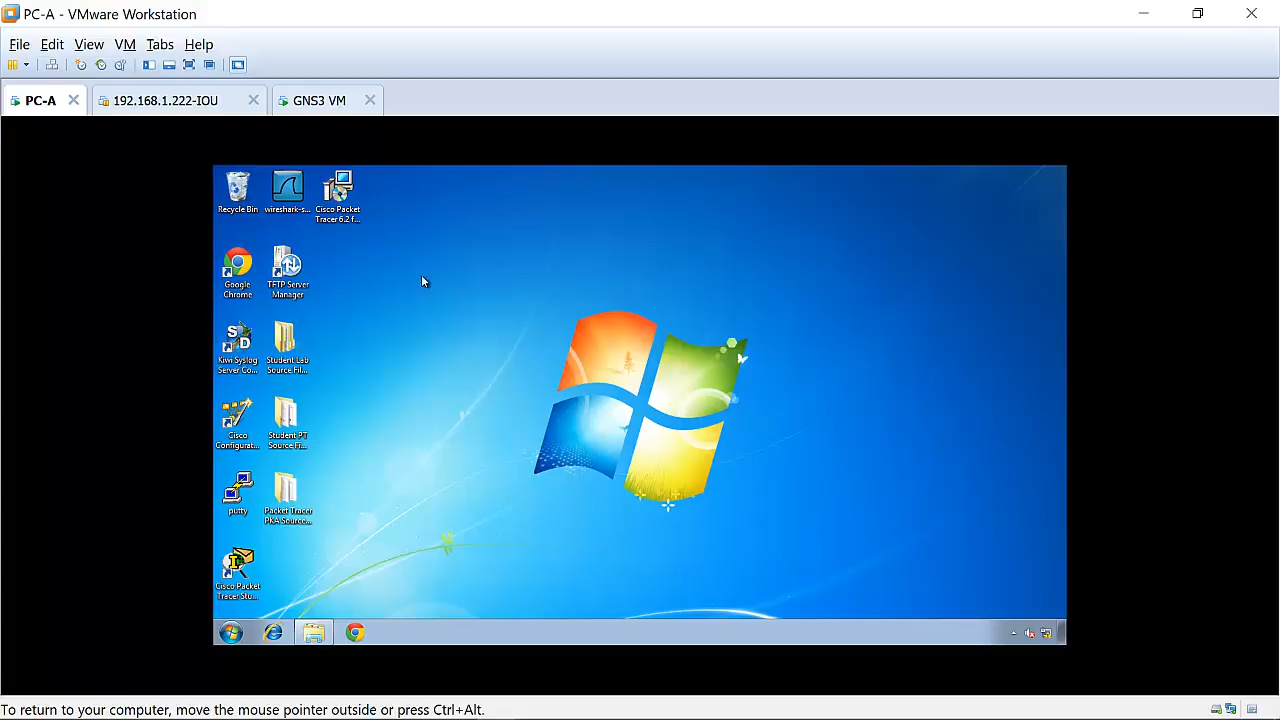 PC-A - VMware Workstation
File Edit View VM Tabs Help
PC-A
192.168.1.222-IOU
GNS3 VM
Recycle Bin
wireshark-s...
Cisco Packet
Tracer 6.2 f...
Google
Chrome
TFTP Server
Manager
Kiwi Syslog
Server Co...
Student Lab
Source Fil...
Cisco
Configurat...
Student PT
Source Fi...
putty
Packet Tracer
PKA Source...
Cisco Packet
Tracer Stu...
To return to your computer, move the mouse pointer outside or press Ctrl+Alt.